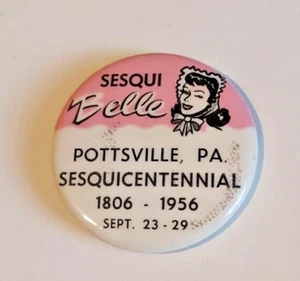 SESQUI
Belle
POTTSVILLE, PA.
SESQUICENTENNIAL
1806 - 1956
SEPT. 23 - 29